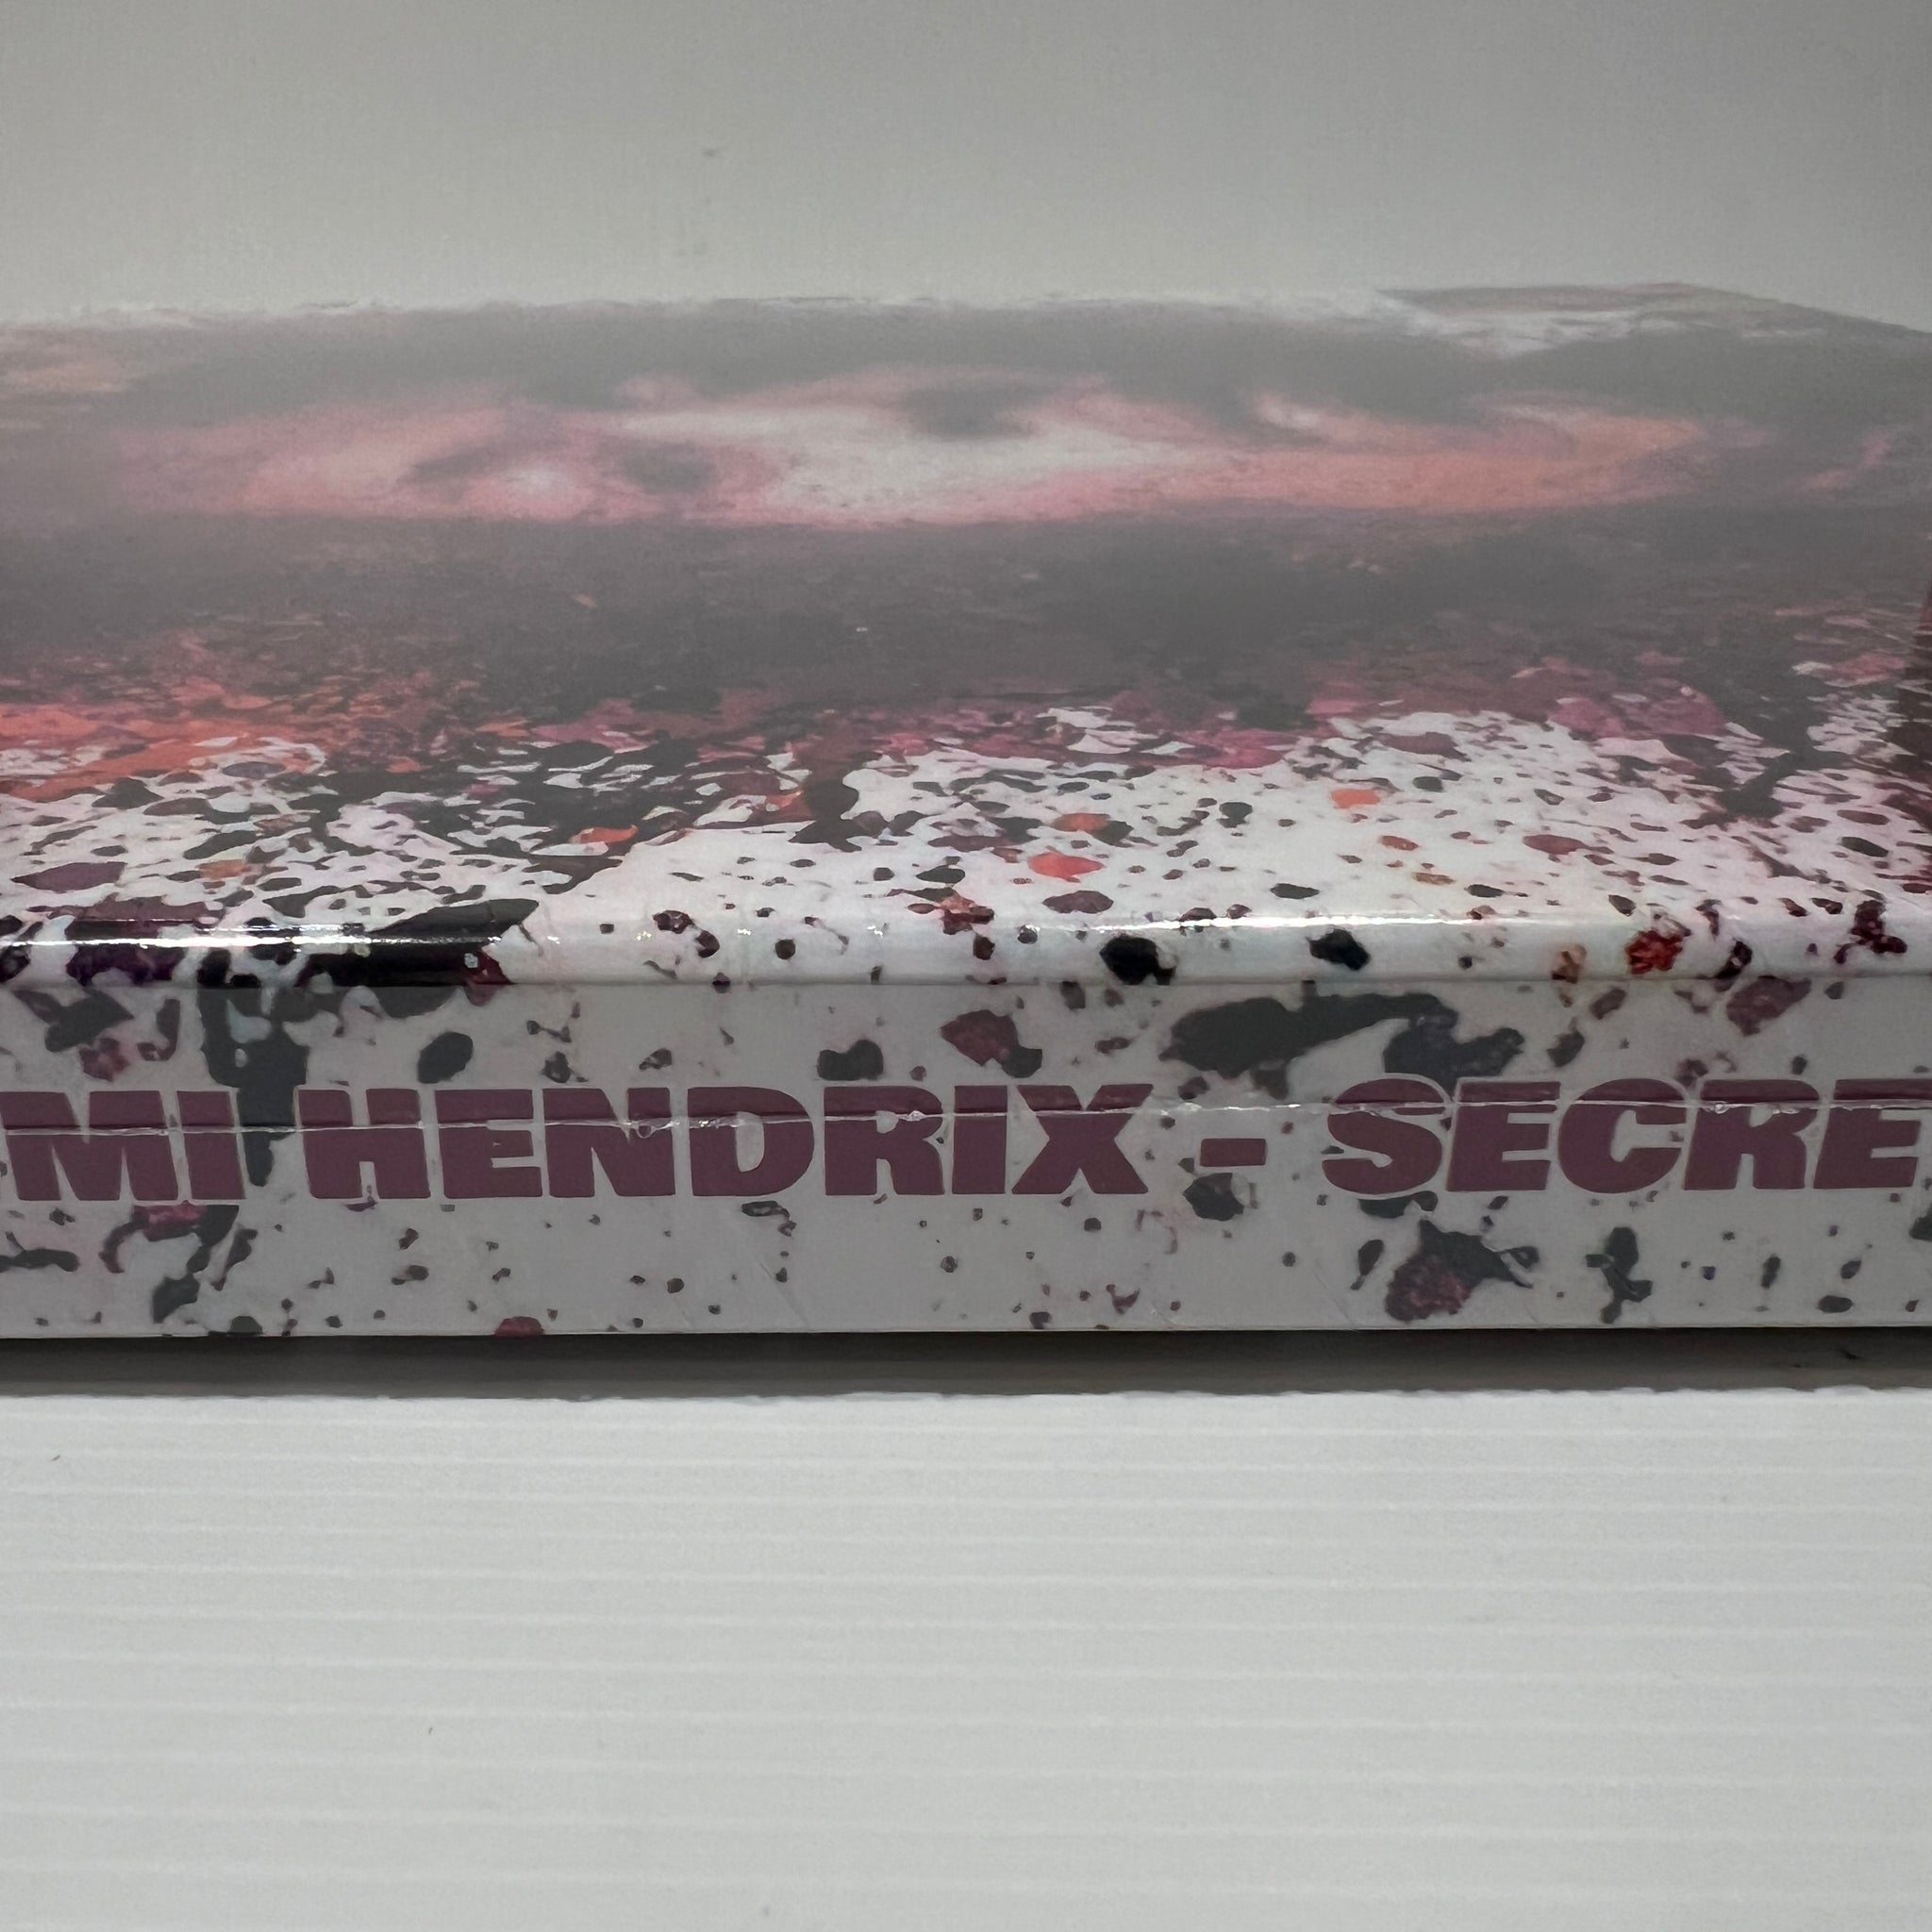 MI HENDRIX - SECRE